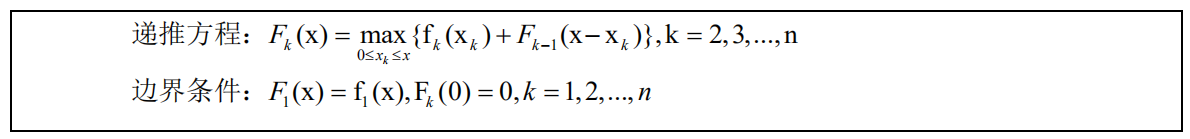 递推方程：F_k(x) = max_{0≤x_k≤x}{f_k(x_k)+F_{k-1}(x-x_k)},k = 2,3,...,n
边界条件：F_1(x) = f_1(x),F_k(0) = 0,k = 1,2,...,n